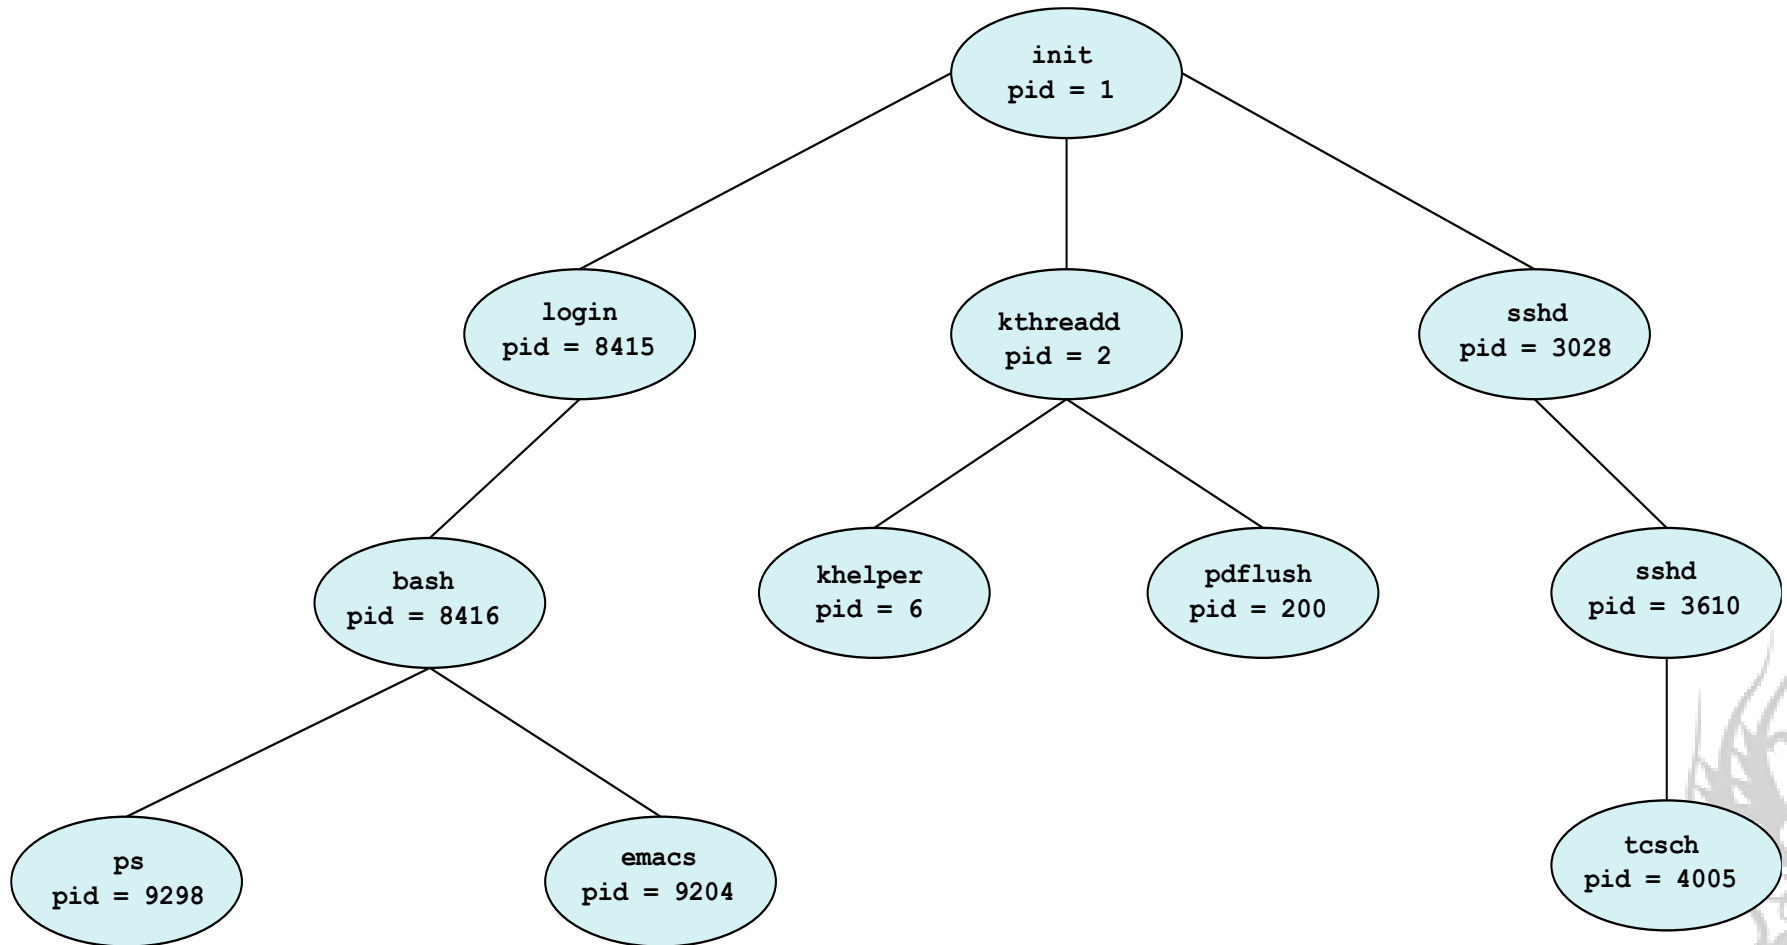 init
pid = 1
login
pid = 8415
kthreadd
pid = 2
sshd
pid = 3028
bash
pid = 8416
khelper
pid = 6
pdflush
pid = 200
sshd
pid = 3610
ps
pid = 9298
emacs
pid = 9204
tcsch
pid = 4005